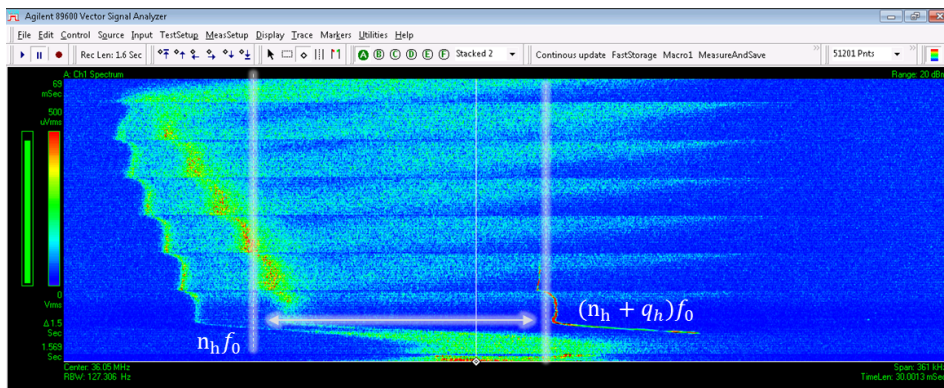 Agilent 89600 Vector Signal Analyzer
File Edit Control Source Input TestSetup MeasSetup Display Trace Markers Utilities Help
Rec Len: 1.6 Sec A B C D E F Stacked 2 Continous update FastStorage Macro1 MeasureAndSave 51201 Pnts
A: Ch1 Spectrum Range: 20 dBm
69
mSec
500
uVrms
0
Vrms
Δ1.5
Sec
1.569
Sec
(n_h + q_h)f_0
n_h f_0
Center: 36.05 MHz Span: 361 kHz
RBW: 127.306 Hz TimeLen: 30.0013 mSec